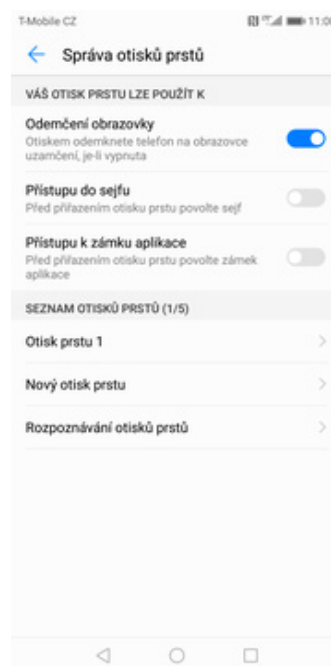 T-Mobile CZ 11:08
Správa otisků prstů
VÁŠ OTISK PRSTU LZE POUŽÍT K
Odemčení obrazovky
Otiskem odemknete telefon na obrazovce
uzamčení, je-li vypnuta
Přístupu do sejfu
Před přiřazením otisku prstu povolte sejf
Přístupu k zámku aplikace
Před přiřazením otisku prstu povolte zámek
aplikace
SEZNAM OTISKŮ PRSTŮ (1/5)
Otisk prstu 1
Nový otisk prstu
Rozpoznávání otisků prstů